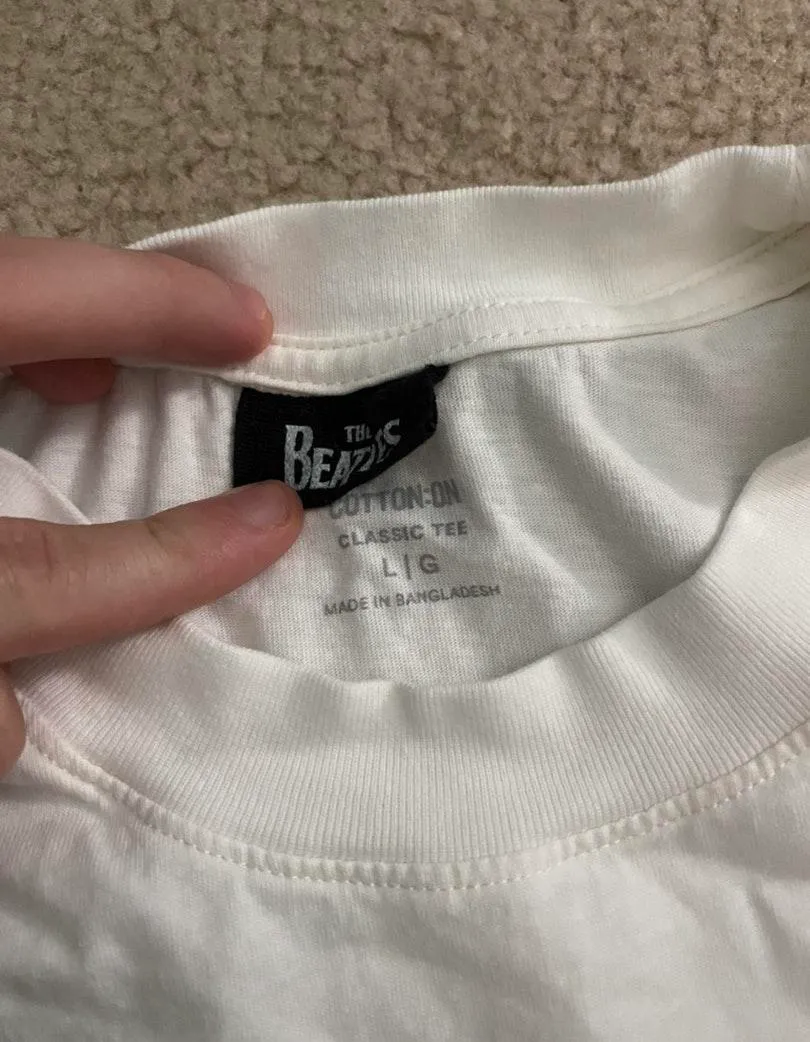 THE
BEATLES
COTTON:ON
CLASSIC TEE
L|G
MADE IN BANGLADESH